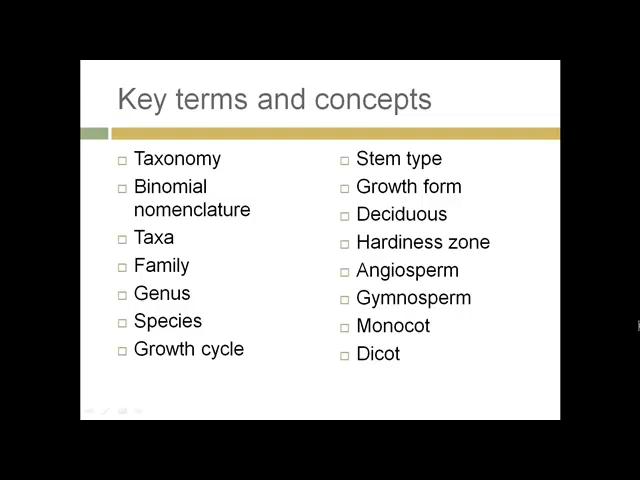 Key terms and concepts
Taxonomy
Binomial
nomenclature
Taxa
Family
Genus
Species
Growth cycle
Stem type
Growth form
Deciduous
Hardiness zone
Angiosperm
Gymnosperm
Monocot
Dicot